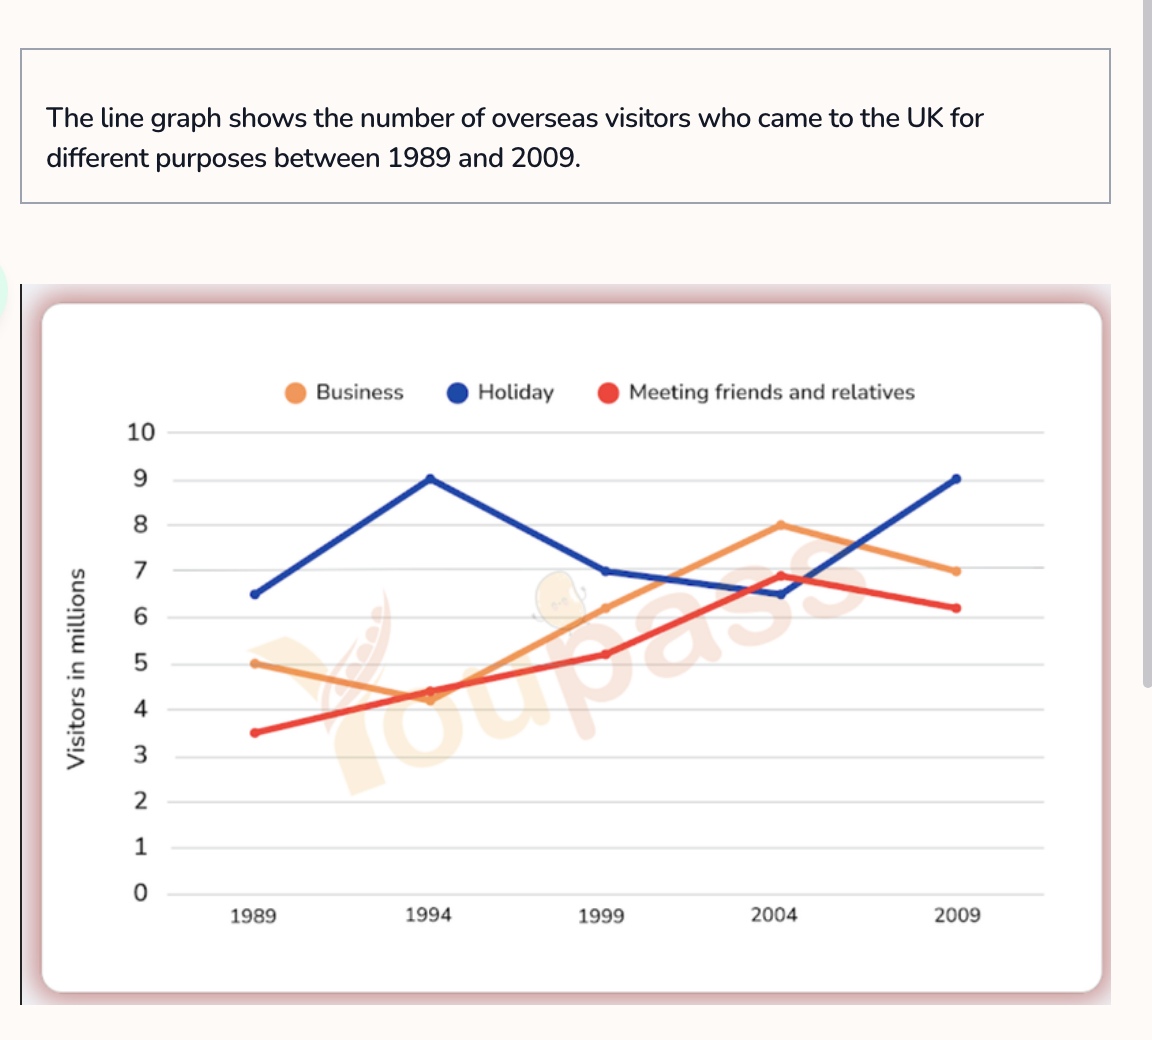 The line graph shows the number of overseas visitors who came to the UK for
different purposes between 1989 and 2009.
Business Holiday Meeting friends and relatives
10
9
8
7
6
5
4
3
2
1
0
Visitors in millions
Youpass
1989 1994 1999 2004 2009